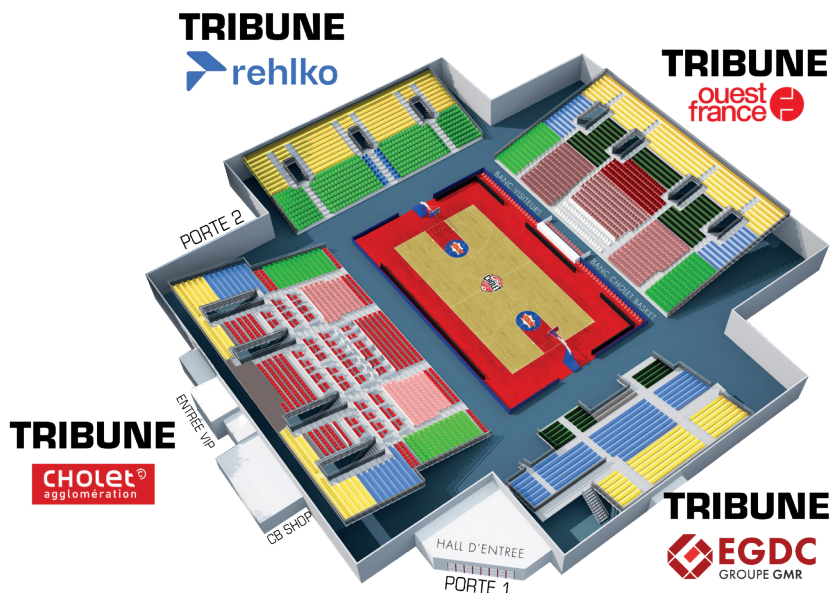 TRIBUNE
rehlko
TRIBUNE
ouest
france
PORTE 2
BANC VISITEURS
BANC CHOLET BASKET
CHOLET
ENTRÉE VIP
TRIBUNE
CHOLET
agglomération
CB SHOP
HALL D'ENTREE
PORTE 1
TRIBUNE
EGDC
GROUPE GMR